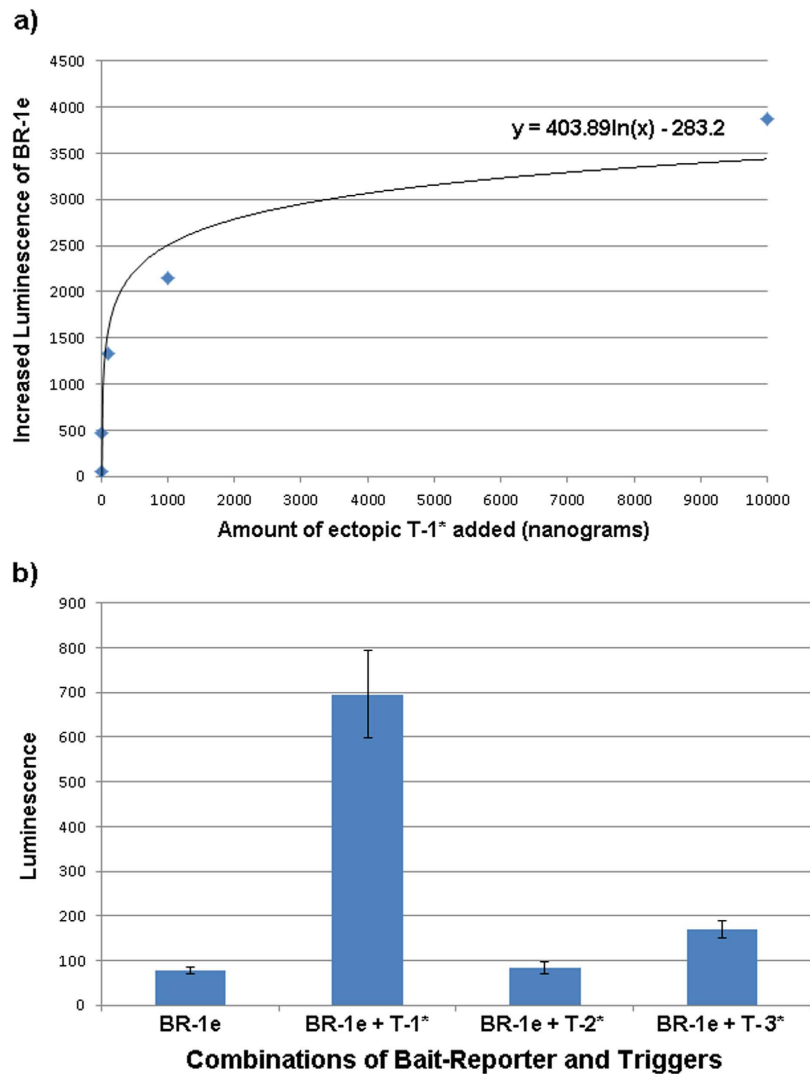 a)
4500
4000
3500
3000
2500
2000
1500
1000
500
0
Increased Luminescence of BR-1e
y = 403.89ln(x) - 283.2
0 1000 2000 3000 4000 5000 6000 7000 8000 9000 10000
Amount of ectopic T-1* added (nanograms)
b)
900
800
700
600
500
400
300
200
100
0
Luminescence
BR-1e BR-1e + T-1* BR-1e + T-2* BR-1e + T-3*
Combinations of Bait-Reporter and Triggers